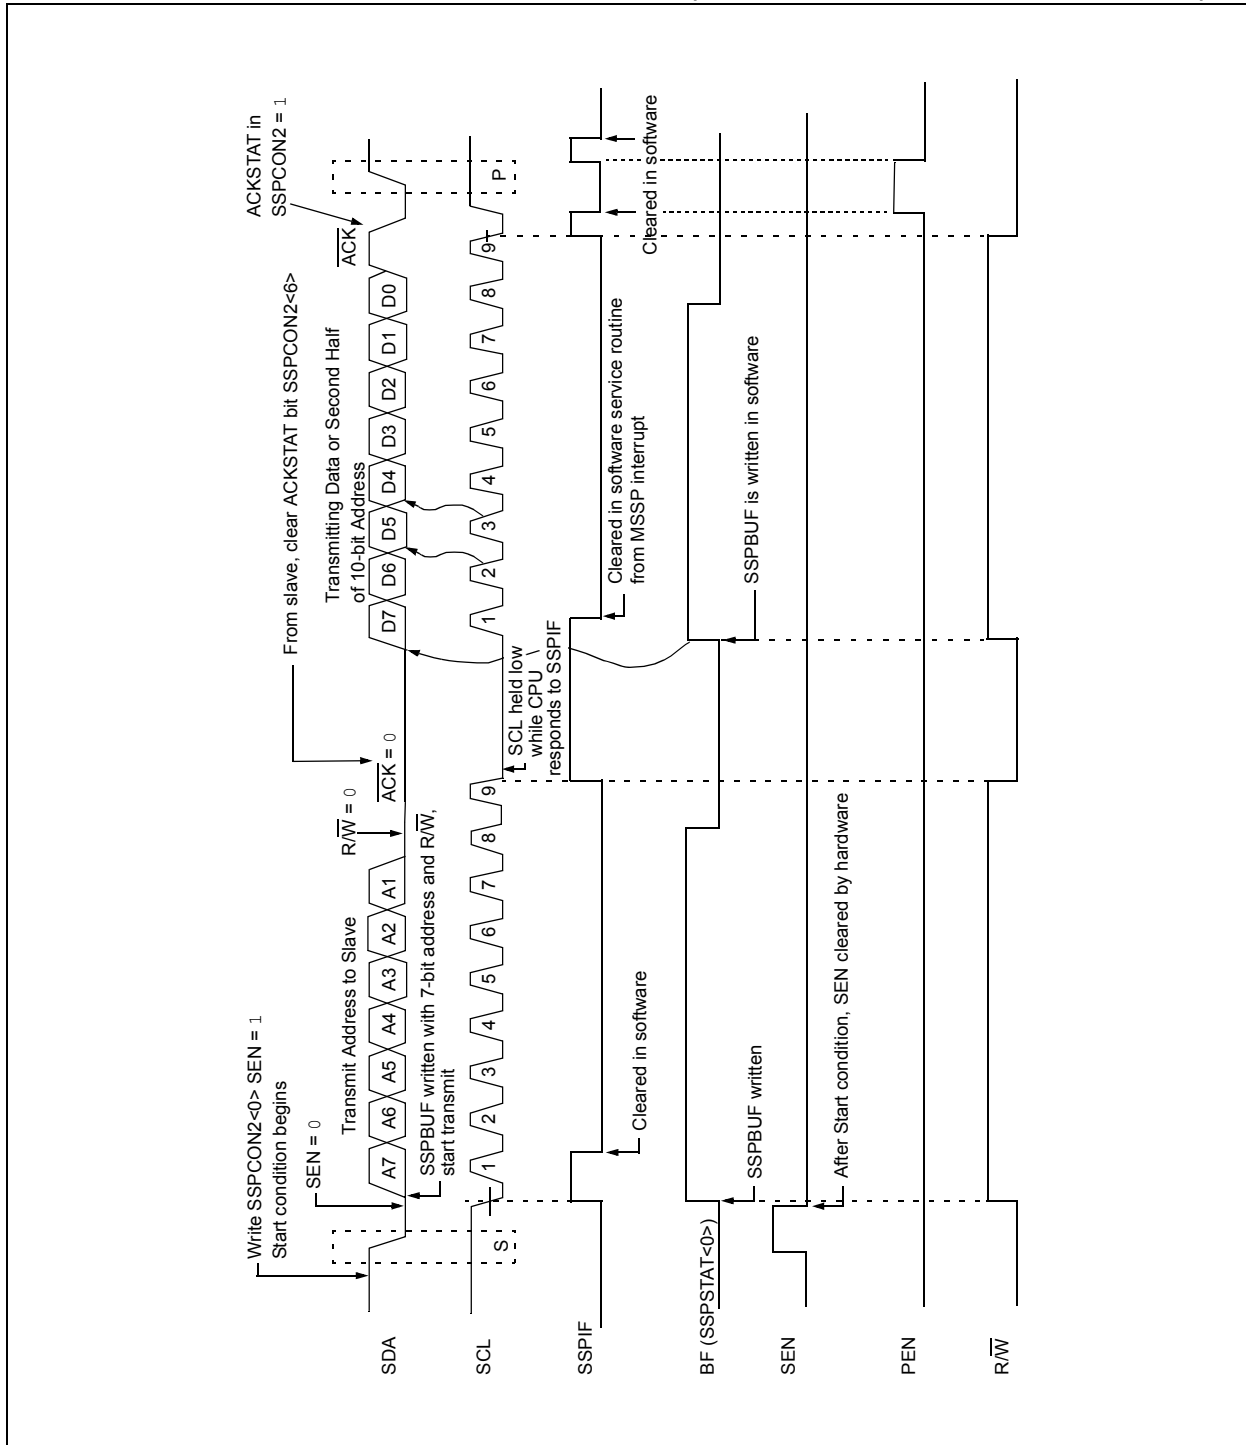 Write SSPCON2<0> SEN = 1
Start condition begins
SEN = 0
Transmit Address to Slave
R/W = 0
ACK = 0
From slave, clear ACKSTAT bit SSPCON2<6>
Transmitting Data or Second Half
of 10-bit Address
ACK
ACKSTAT in
SSPCON2 = 1
SDA
A7 A6 A5 A4 A3 A2 A1
D7 D6 D5 D4 D3 D2 D1 D0
SSPBUF written with 7-bit address and R/W,
start transmit
SCL
S
1 2 3 4 5 6 7 8 9
1 2 3 4 5 6 7 8 9
P
SCL held low
while CPU
responds to SSPIF
SSPIF
Cleared in software
Cleared in software service routine
from MSSP interrupt
Cleared in software
BF (SSPSTAT<0>)
SSPBUF written
SSPBUF is written in software
SEN
After Start condition, SEN cleared by hardware
PEN
R/W